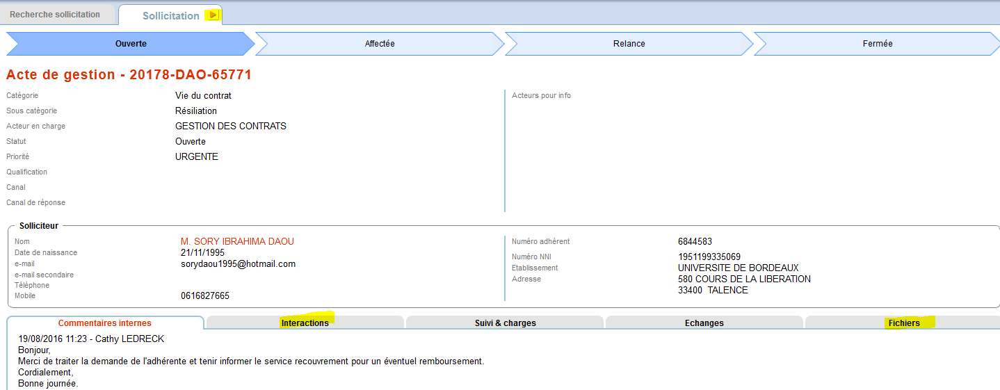 Recherche sollicitation
Sollicitation
Ouverte
Affectée
Relance
Fermée
Acte de gestion - 20178-DAO-65771
Catégorie Vie du contrat
Sous catégorie Résiliation
Acteur en charge GESTION DES CONTRATS
Statut Ouverte
Priorité URGENTE
Qualification
Canal
Canal de réponse
Acteurs pour info
Solliciteur
Nom M. SORY IBRAHIMA DAOU
Date de naissance 21/11/1995
e-mail sorydaou1995@hotmail.com
e-mail secondaire
Téléphone
Mobile 0616827665
Numéro adhérent 6844583
Numéro NNI 1951199335069
Etablissement UNIVERSITE DE BORDEAUX
Adresse 580 COURS DE LA LIBERATION
33400 TALENCE
Commentaires internes
Interactions
Suivi & charges
Echanges
Fichiers
19/08/2016 11:23 - Cathy LEDRECK
Bonjour,
Merci de traiter la demande de l'adhérente et tenir informer le service recouvrement pour un éventuel remboursement.
Cordialement,
Bonne journée.